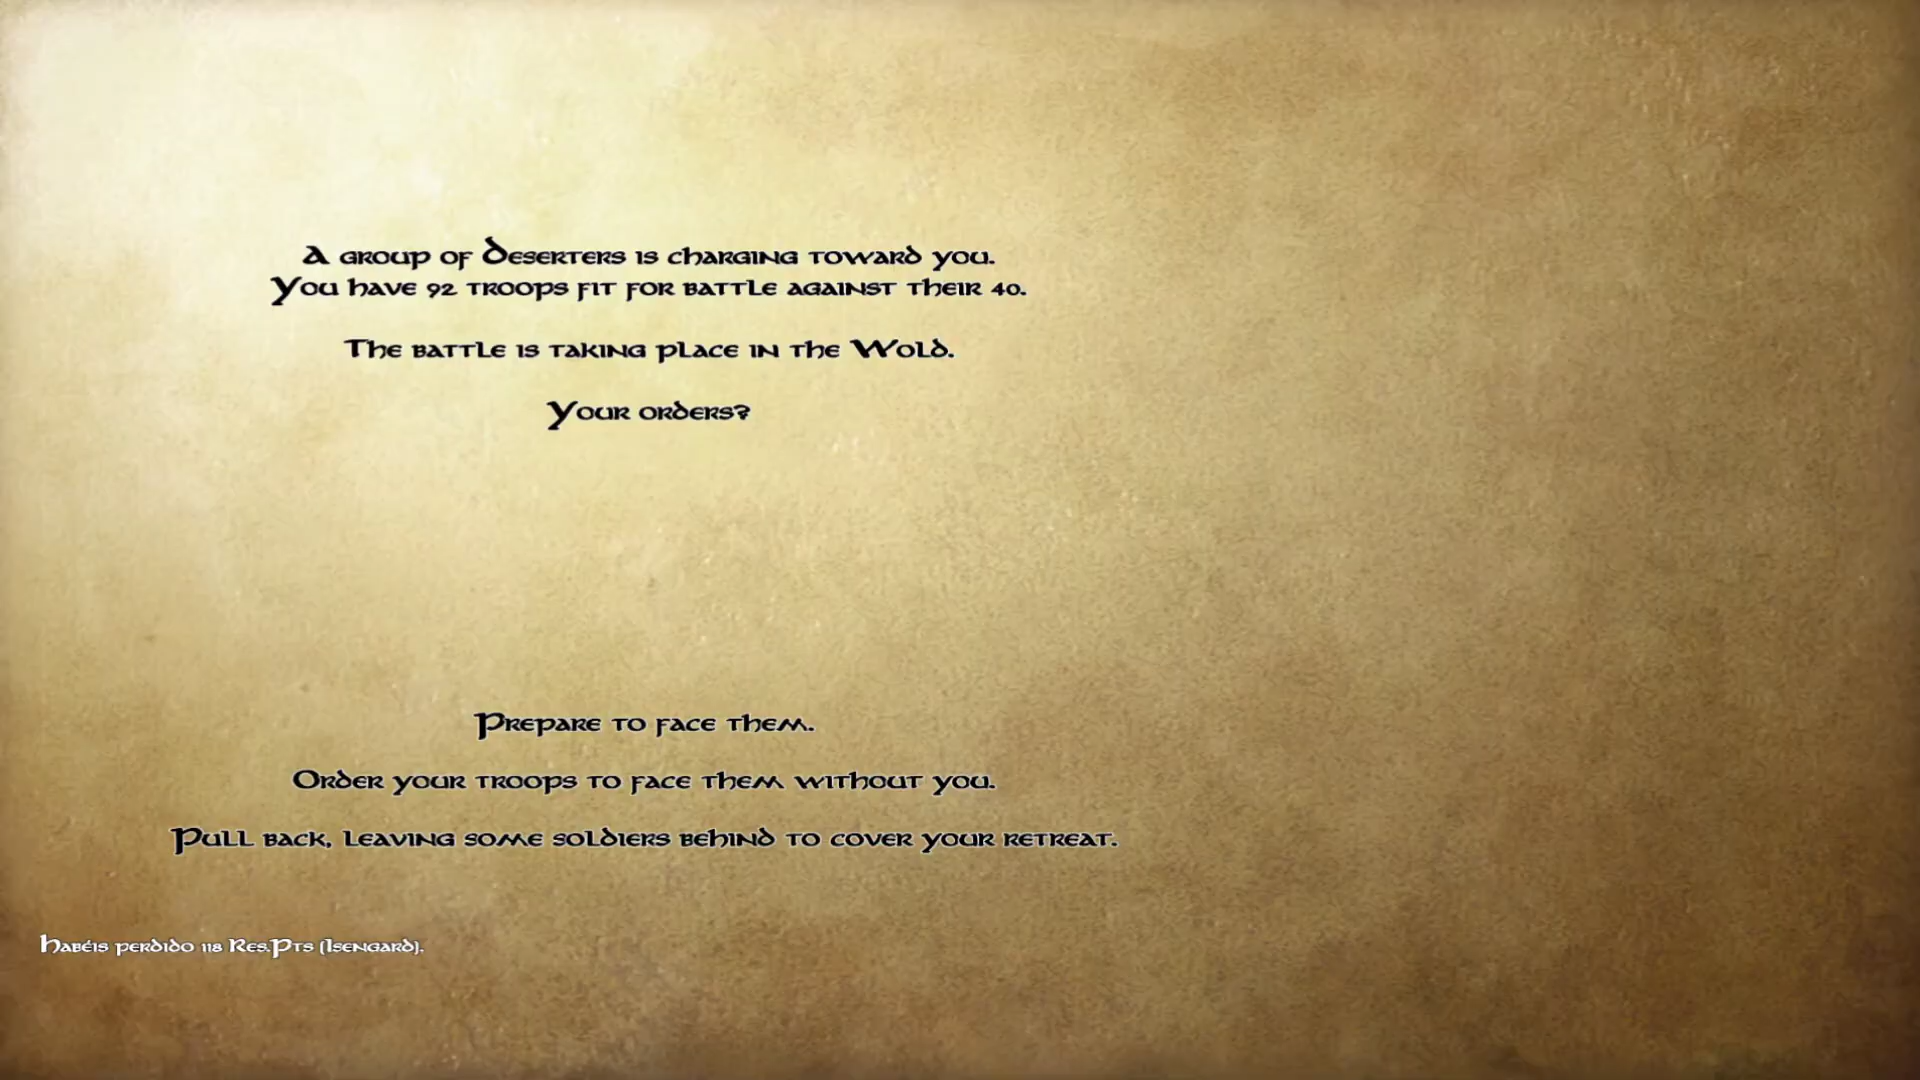 A group of Deserters is charging toward you.
You have 92 troops fit for battle against their 40.
The battle is taking place in the Wold.
Your orders?
Prepare to face them.
Order your troops to face them without you.
Pull back, leaving some soldiers behind to cover your retreat.
Habéis perdido 118 Res.Pts (Isengard).